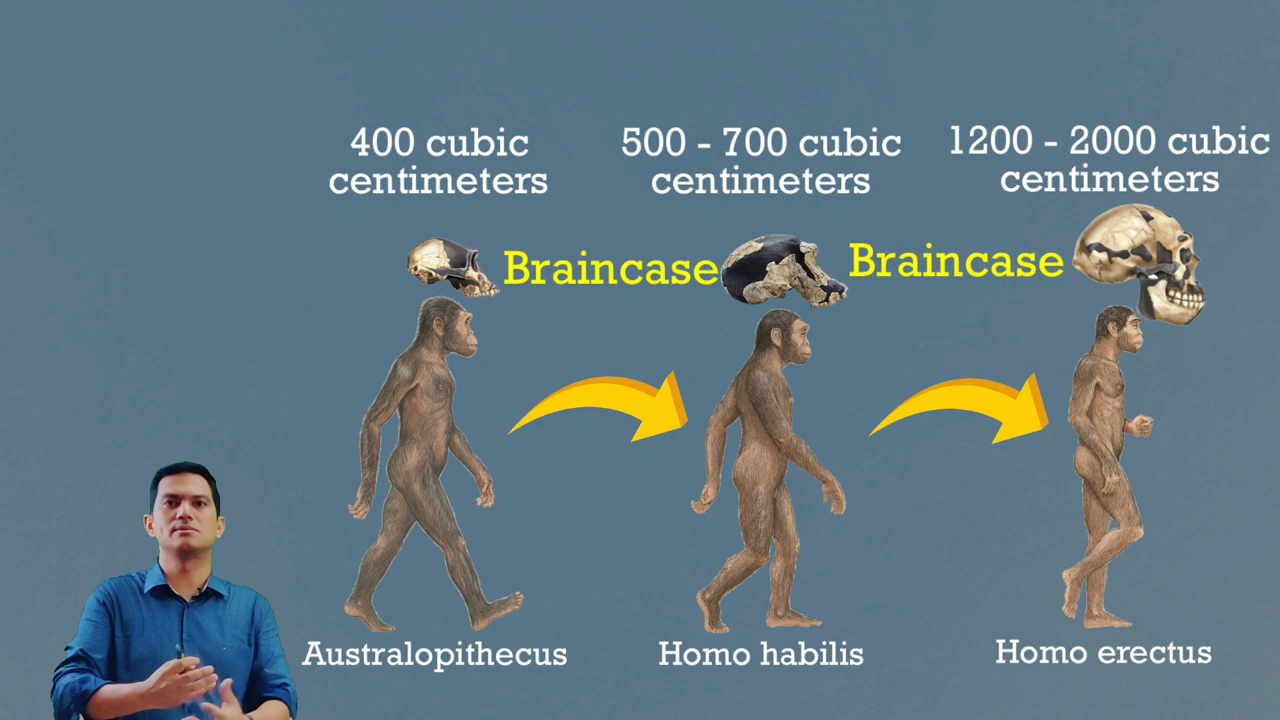 400 cubic
centimeters
500 - 700 cubic
centimeters
1200 - 2000 cubic
centimeters
Braincase
Braincase
Australopithecus
Homo habilis
Homo erectus